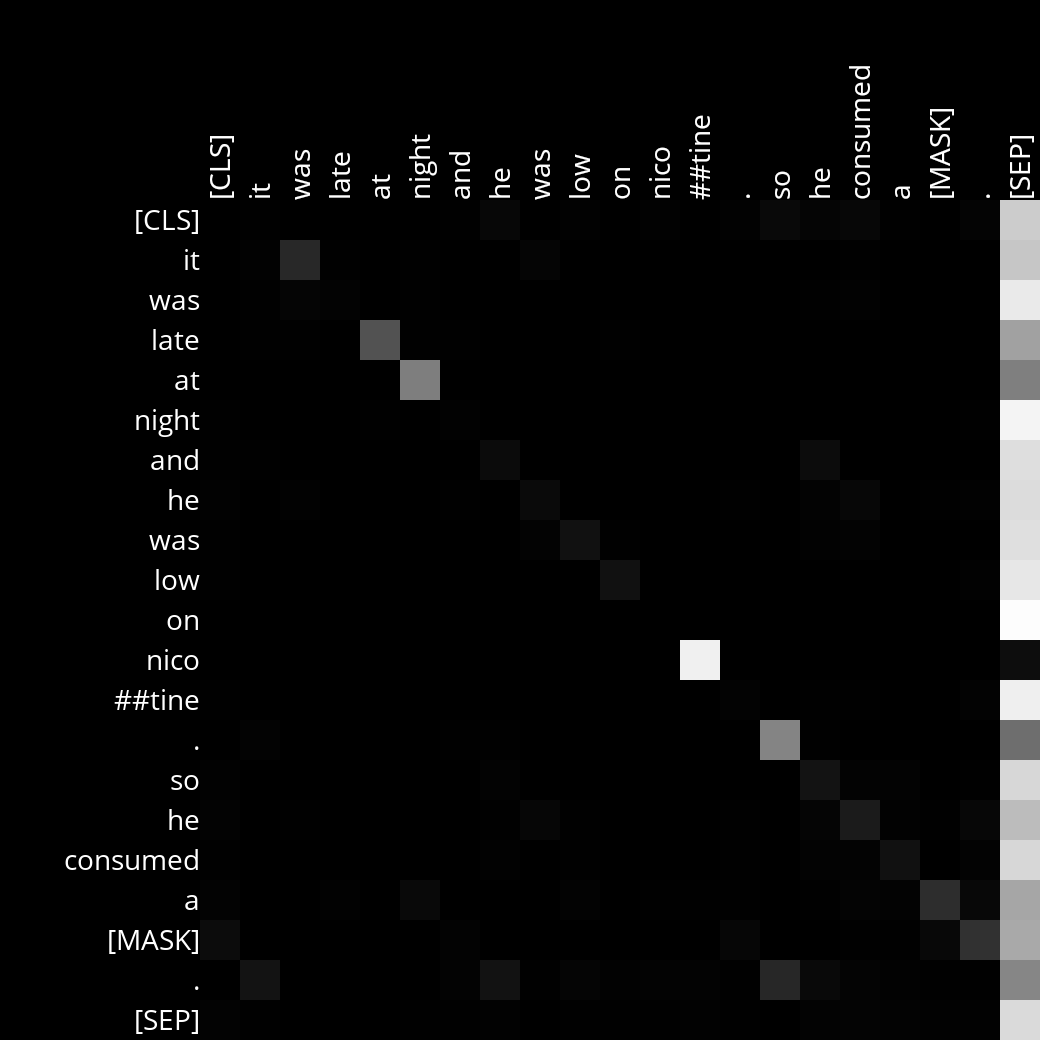 [CLS]
it
was
late
at
night
and
he
was
low
on
nico
##tine
.
so
he
consumed
a
[MASK]
.
[SEP]
[CLS]
it
was
late
at
night
and
he
was
low
on
nico
##tine
.
so
he
consumed
a
[MASK]
.
[SEP]